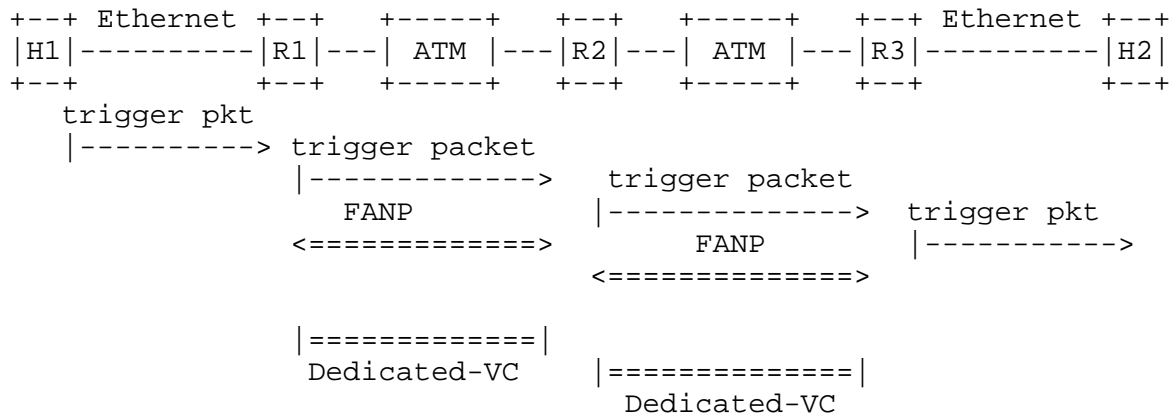 +--+ Ethernet +--+   +-----+   +--+   +-----+   +--+ Ethernet +--+
|H1|----------|R1|---| ATM |---|R2|---| ATM |---|R3|----------|H2|
+--+          +--+   +-----+   +--+   +-----+   +--+          +--+
   trigger pkt
   |----------> trigger packet
                |------------->   trigger packet
                  FANP           |-------------->  trigger pkt
                <=============>       FANP         |----------->
                                 <==============>
                |=============|
                 Dedicated-VC    |==============|
                                   Dedicated-VC